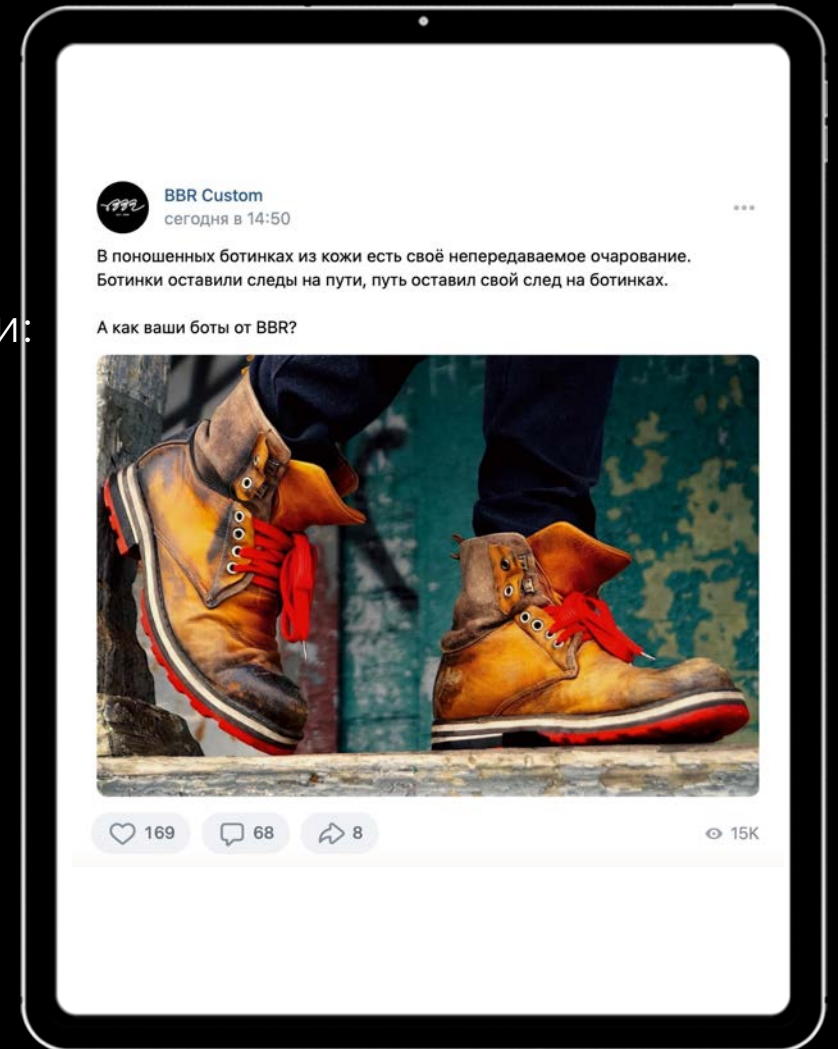 BBR Custom
сегодня в 14:50
В поношенных ботинках из кожи есть своё непередаваемое очарование.
Ботинки оставили следы на пути, путь оставил свой след на ботинках.
и:
А как ваши боты от BBR?
169
68
8
15K